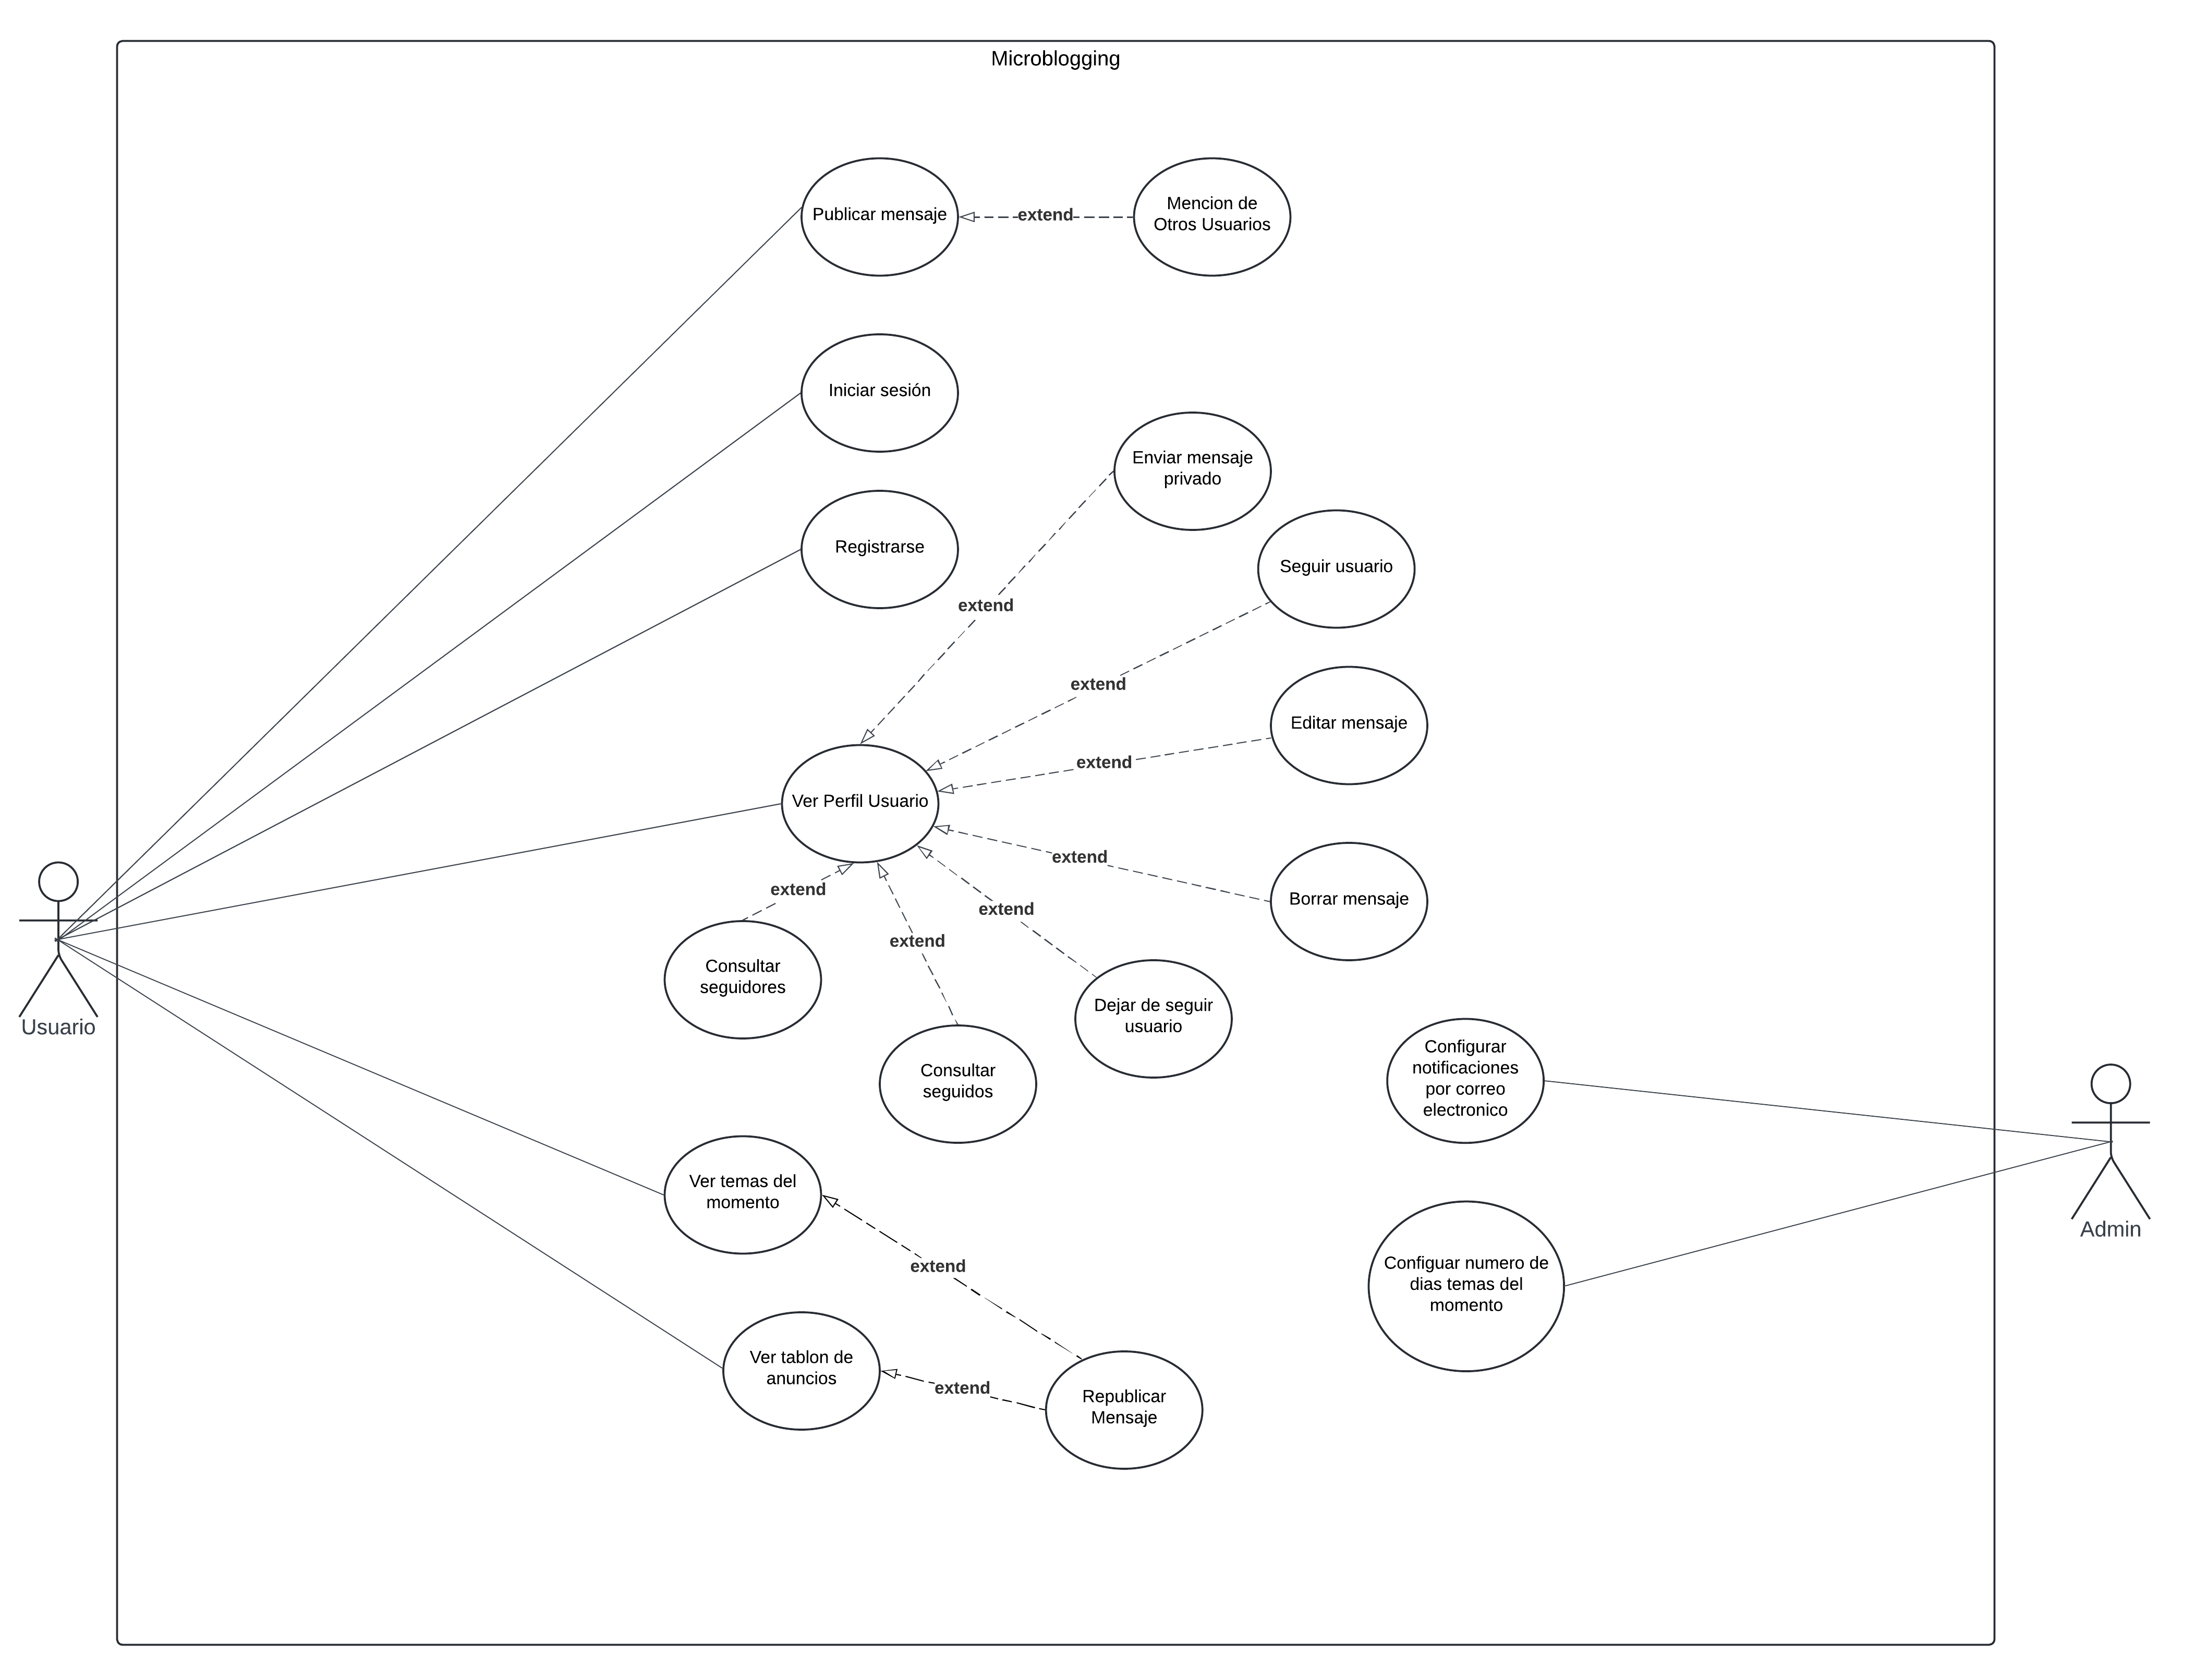 Microblogging
Publicar mensaje
extend
Mencion de
Otros Usuarios
Iniciar sesión
Enviar mensaje
privado
Registrarse
Seguir usuario
extend
extend
Editar mensaje
extend
Ver Perfil Usuario
extend
Borrar mensaje
extend
extend
extend
Consultar
seguidores
Dejar de seguir
usuario
Usuario
Consultar
seguidos
Configurar
notificaciones
por correo
electronico
Ver temas del
momento
Admin
extend
Configuar numero de
dias temas del
momento
Ver tablon de
anuncios
extend
Republicar
Mensaje